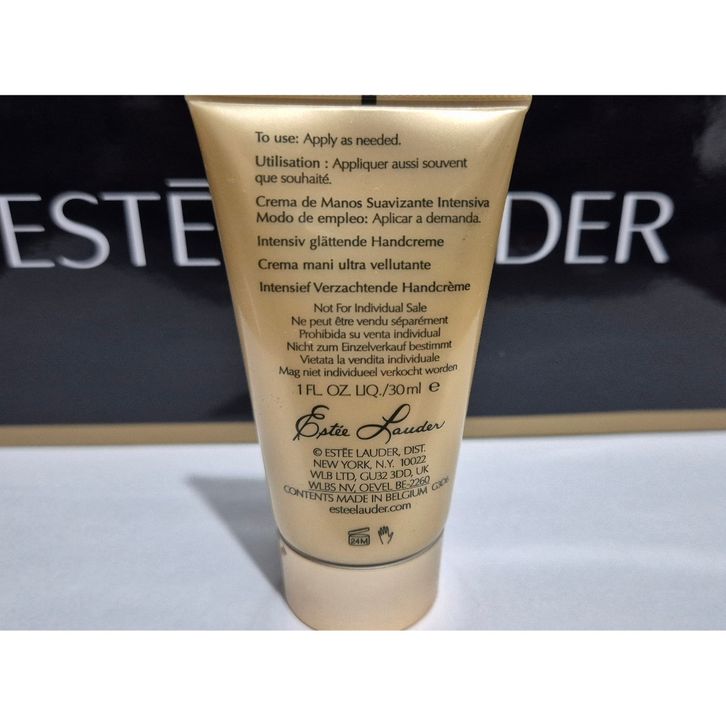 ESTĒ LAUDER
To use: Apply as needed.
Utilisation : Appliquer aussi souvent
que souhaité.
Crema de Manos Suavizante Intensiva
Modo de empleo: Aplicar a demanda.
Intensiv glättende Handcreme
Crema mani ultra vellutante
Intensief Verzachtende Handcrème
Not For Individual Sale
Ne peut être vendu séparément
Prohibida su venta individual
Nicht zum Einzelverkauf bestimmt
Vietata la vendita individuale
Mag niet individueel verkocht worden
1 FL. OZ. LIQ./30 ml ℮
Estée Lauder
© ESTĒE LAUDER, DIST.
NEW YORK, N.Y. 10022
WLB LTD, GU32 3DD, UK
WLBS NV, OEVEL BE-2260
CONTENTS MADE IN BELGIUM G3D6
esteelauder.com
24M